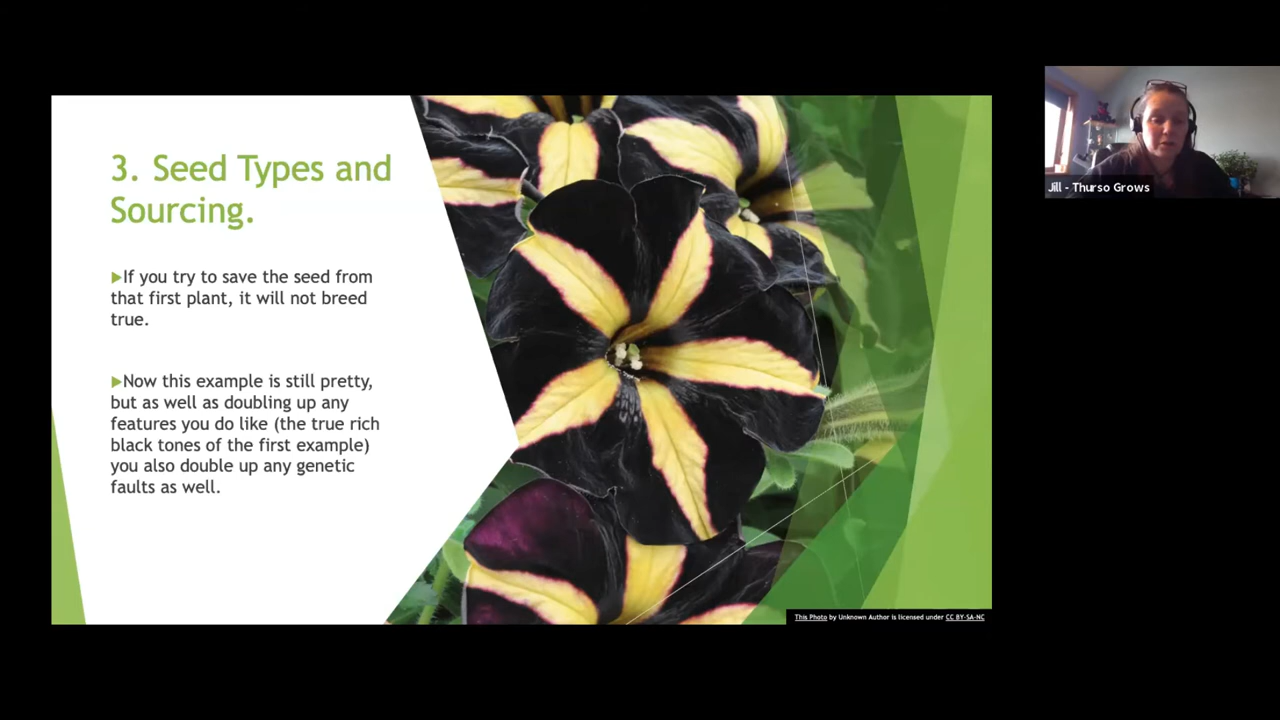 3. Seed Types and
Sourcing.
If you try to save the seed from
that first plant, it will not breed
true.
Now this example is still pretty,
but as well as doubling up any
features you do like (the true rich
black tones of the first example)
you also double up any genetic
faults as well.
This Photo by Unknown Author is licensed under CC BY-SA-NC
Jill - Thurso Grows